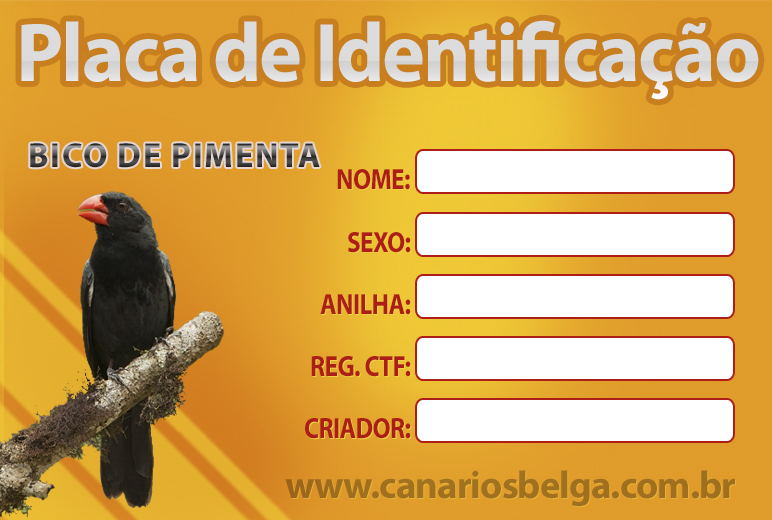 Placa de Identificação
BICO DE PIMENTA
NOME:
SEXO:
ANILHA:
REG. CTF:
CRIADOR:
www.canariosbelga.com.br